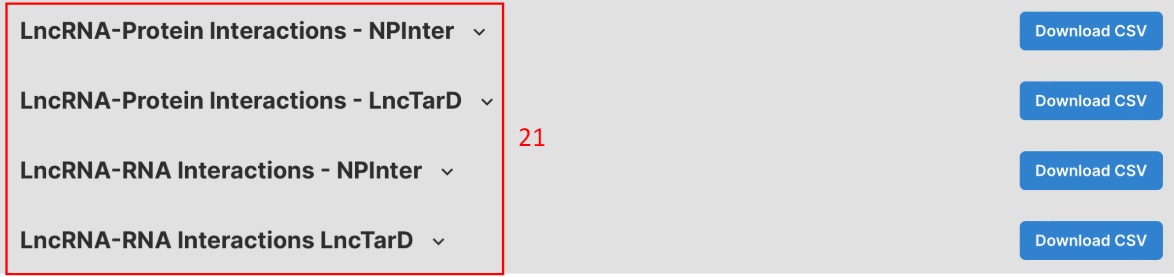 LncRNA-Protein Interactions - NPInter Download CSV
LncRNA-Protein Interactions - LncTarD Download CSV
21
LncRNA-RNA Interactions - NPInter Download CSV
LncRNA-RNA Interactions LncTarD Download CSV